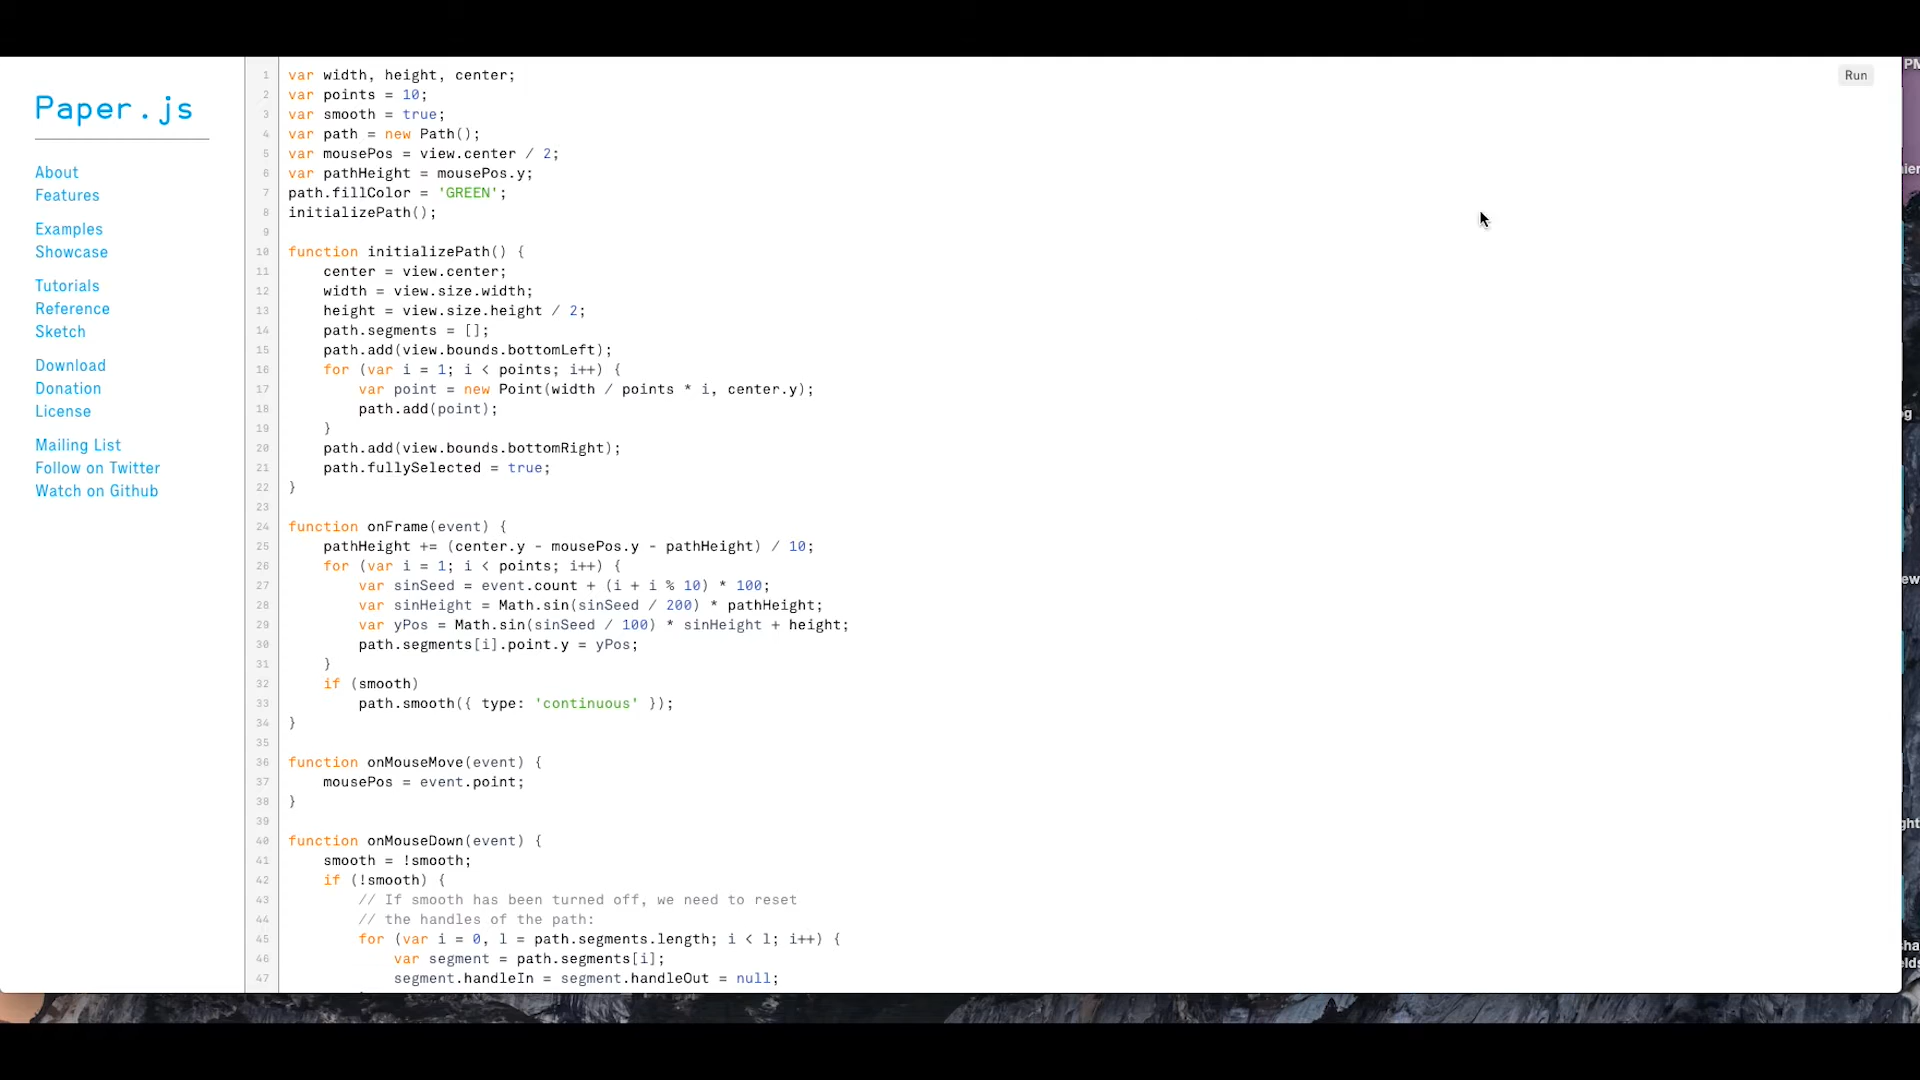 Paper.js
About
Features
Examples
Showcase
Tutorials
Reference
Sketch
Download
Donation
License
Mailing List
Follow on Twitter
Watch on Github
Run
1 var width, height, center;
2 var points = 10;
3 var smooth = true;
4 var path = new Path();
5 var mousePos = view.center / 2;
6 var pathHeight = mousePos.y;
7 path.fillColor = 'GREEN';
8 initializePath();
9
10 function initializePath() {
11     center = view.center;
12     width = view.size.width;
13     height = view.size.height / 2;
14     path.segments = [];
15     path.add(view.bounds.bottomLeft);
16     for (var i = 1; i < points; i++) {
17         var point = new Point(width / points * i, center.y);
18         path.add(point);
19     }
20     path.add(view.bounds.bottomRight);
21     path.fullySelected = true;
22 }
23
24 function onFrame(event) {
25     pathHeight += (center.y - mousePos.y - pathHeight) / 10;
26     for (var i = 1; i < points; i++) {
27         var sinSeed = event.count + (i + i % 10) * 100;
28         var sinHeight = Math.sin(sinSeed / 200) * pathHeight;
29         var yPos = Math.sin(sinSeed / 100) * sinHeight + height;
30         path.segments[i].point.y = yPos;
31     }
32     if (smooth)
33         path.smooth({ type: 'continuous' });
34 }
35
36 function onMouseMove(event) {
37     mousePos = event.point;
38 }
39
40 function onMouseDown(event) {
41     smooth = !smooth;
42     if (!smooth) {
43         // If smooth has been turned off, we need to reset
44         // the handles of the path:
45         for (var i = 0, l = path.segments.length; i < l; i++) {
46             var segment = path.segments[i];
47             segment.handleIn = segment.handleOut = null;